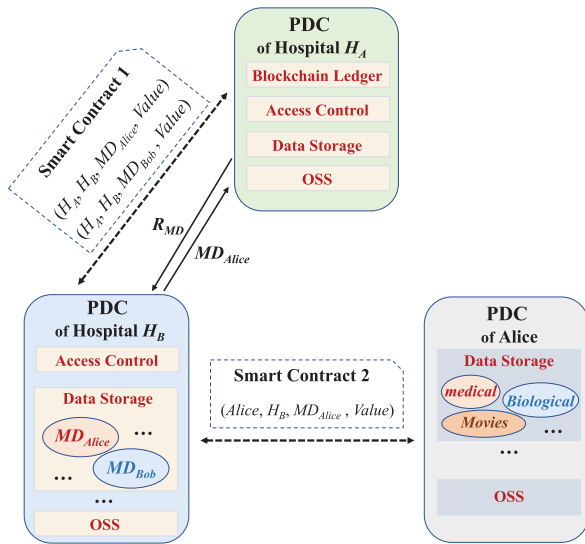 PDC
of Hospital H_A
Blockchain Ledger
Access Control
Data Storage
OSS
Smart Contract 1
(H_A, H_B, MD_Alice, Value)
(H_A, H_B, MD_Bob , Value)
R_MD
MD_Alice
PDC
of Hospital H_B
Access Control
Data Storage
MD_Alice
...
MD_Bob
...
...
OSS
Smart Contract 2
(Alice, H_B, MD_Alice , Value)
PDC
of Alice
Data Storage
medical
Biological
Movies
...
...
OSS